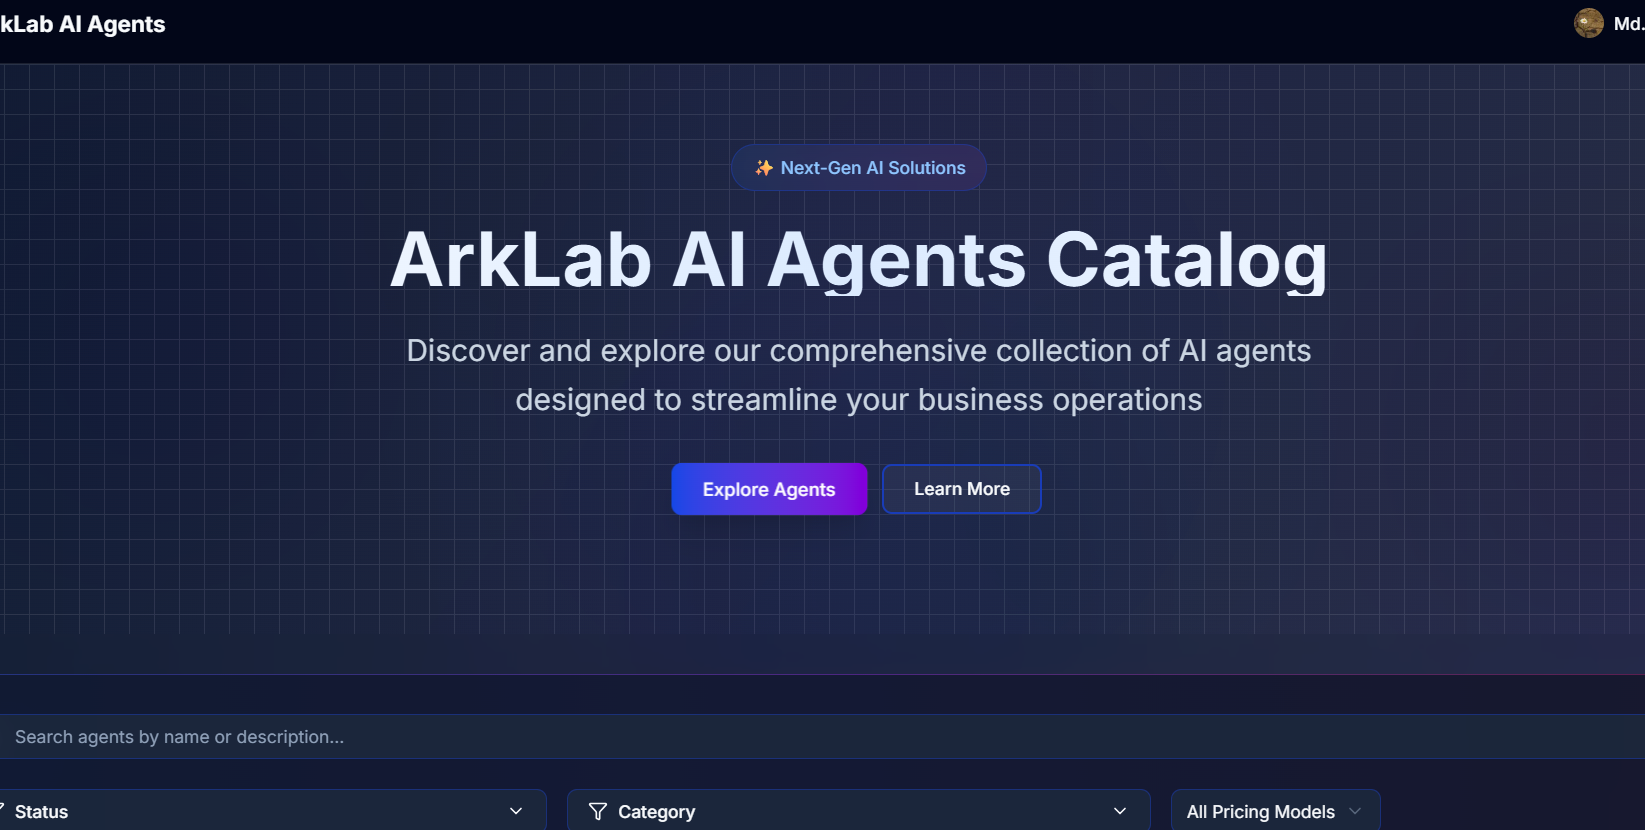 kLab AI Agents
Md.
✨ Next-Gen AI Solutions
ArkLab AI Agents Catalog
Discover and explore our comprehensive collection of AI agents
designed to streamline your business operations
Explore Agents
Learn More
Search agents by name or description...
Status
Category
All Pricing Models